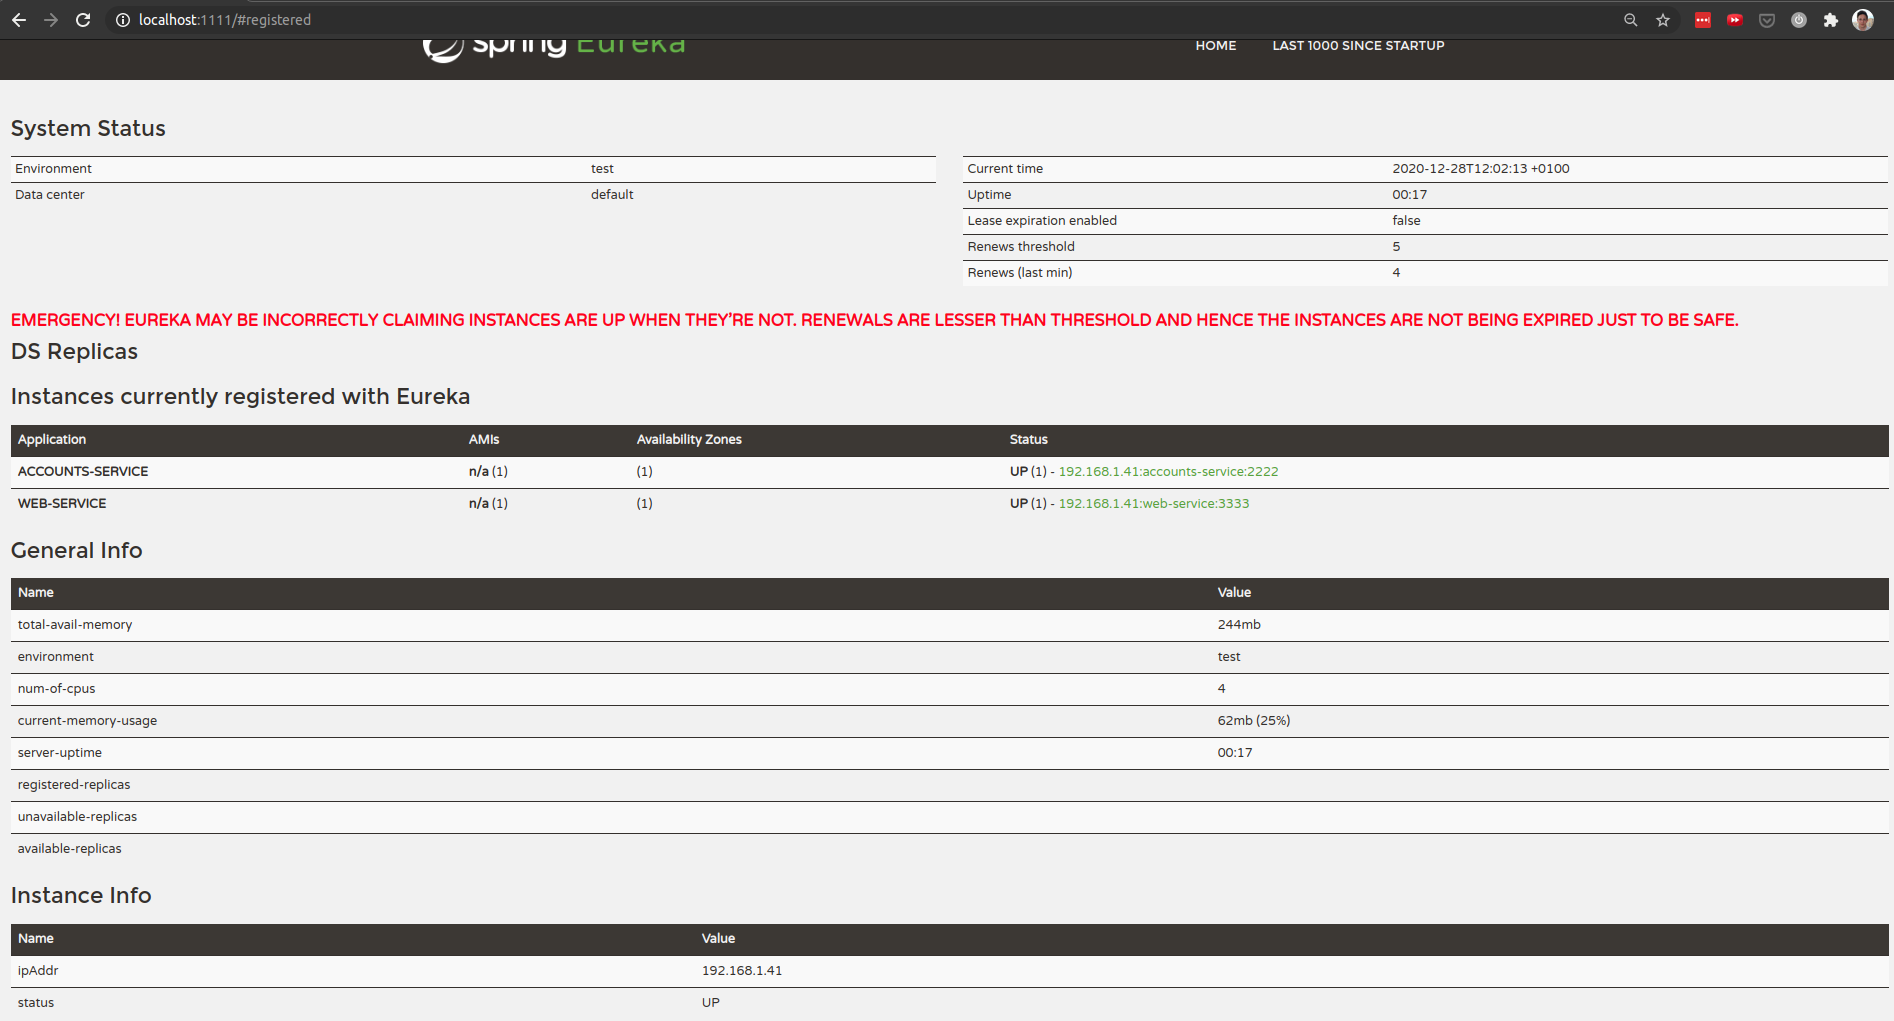 localhost:1111/#registered
spring Eureka
HOME LAST 1000 SINCE STARTUP
System Status
Environment test
Data center default
Current time 2020-12-28T12:02:13 +0100
Uptime 00:17
Lease expiration enabled false
Renews threshold 5
Renews (last min) 4
EMERGENCY! EUREKA MAY BE INCORRECTLY CLAIMING INSTANCES ARE UP WHEN THEY'RE NOT. RENEWALS ARE LESSER THAN THRESHOLD AND HENCE THE INSTANCES ARE NOT BEING EXPIRED JUST TO BE SAFE.
DS Replicas
Instances currently registered with Eureka
Application AMIs Availability Zones Status
ACCOUNTS-SERVICE n/a (1) (1) UP (1) - 192.168.1.41:accounts-service:2222
WEB-SERVICE n/a (1) (1) UP (1) - 192.168.1.41:web-service:3333
General Info
Name Value
total-avail-memory 244mb
environment test
num-of-cpus 4
current-memory-usage 62mb (25%)
server-uptime 00:17
registered-replicas
unavailable-replicas
available-replicas
Instance Info
Name Value
ipAddr 192.168.1.41
status UP